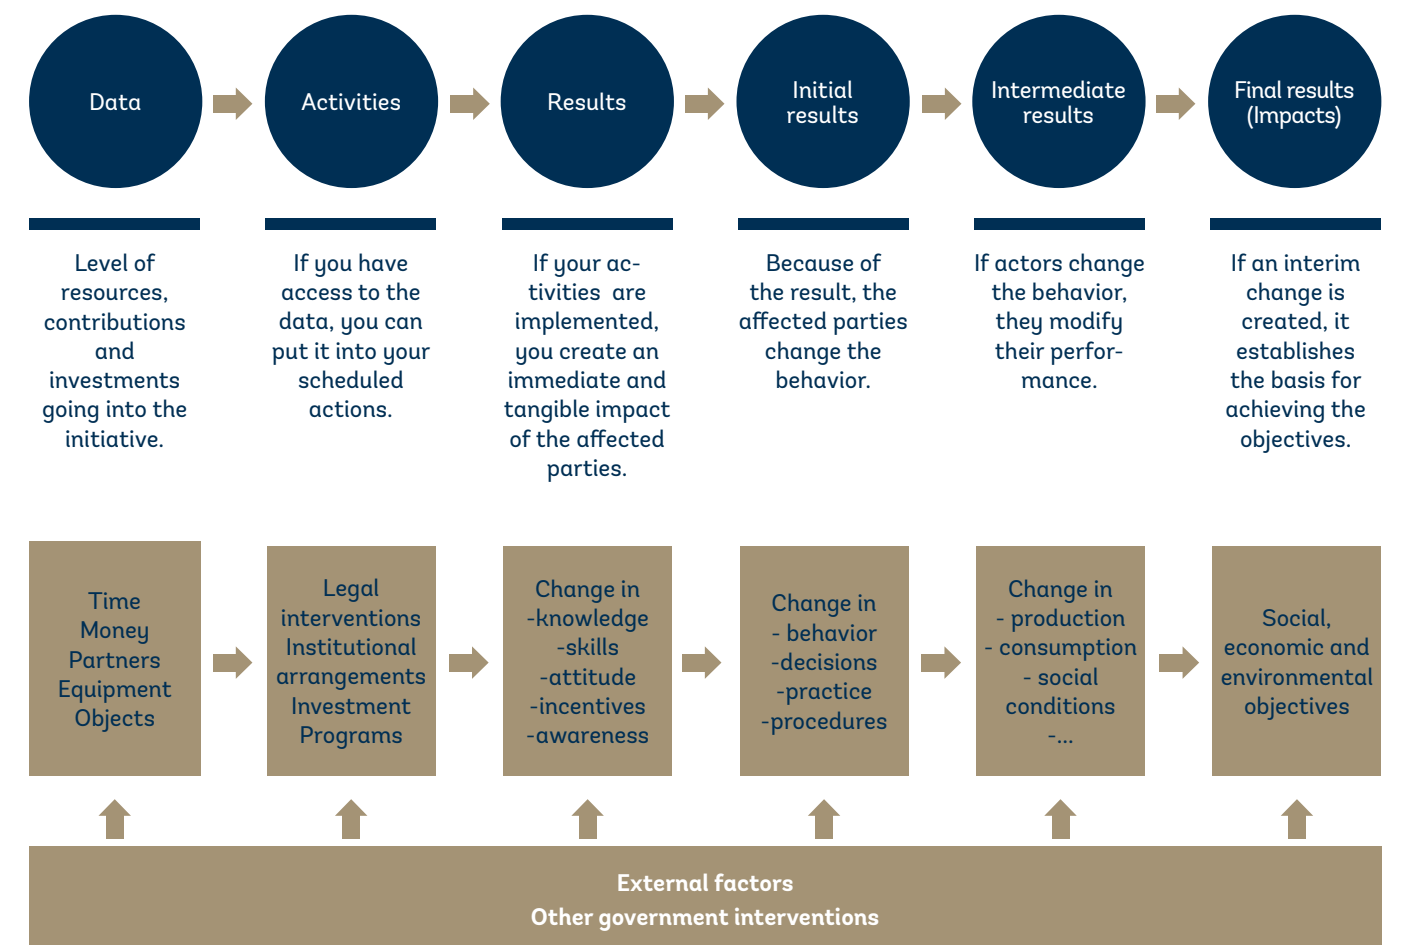 Data
Activities
Results
Initial
results
Intermediate
results
Final results
(Impacts)
Level of
resources,
contributions
and
investments
going into the
initiative.
If you have
access to the
data, you can
put it into your
scheduled
actions.
If your ac-
tivities are
implemented,
you create an
immediate and
tangible impact
of the affected
parties.
Because of
the result, the
affected parties
change the
behavior.
If actors change
the behavior,
they modify
their perfor-
mance.
If an interim
change is
created, it
establishes
the basis for
achieving the
objectives.
Time
Money
Partners
Equipment
Objects
Legal
interventions
Institutional
arrangements
Investment
Programs
Change in
-knowledge
-skills
-attitude
-incentives
-awareness
Change in
- behavior
-decisions
-practice
-procedures
Change in
- production
- consumption
- social
conditions
-...
Social,
economic and
environmental
objectives
External factors
Other government interventions